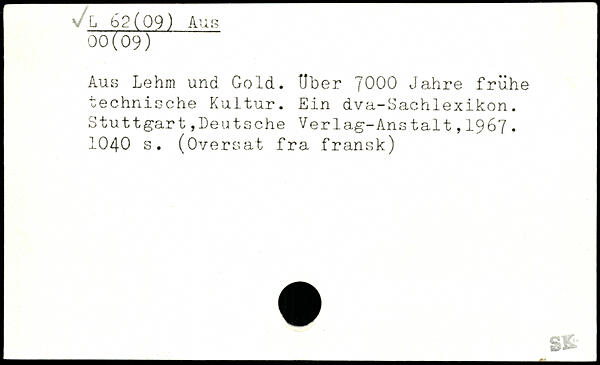 L 62(09) Aus
00(09)
Aus Lehm und Gold. Über 7000 Jahre frühe
technische Kultur. Ein dva-Sachlexikon.
Stuttgart,Deutsche Verlag-Anstalt,1967.
1040 s. (Oversat fra fransk)
SK